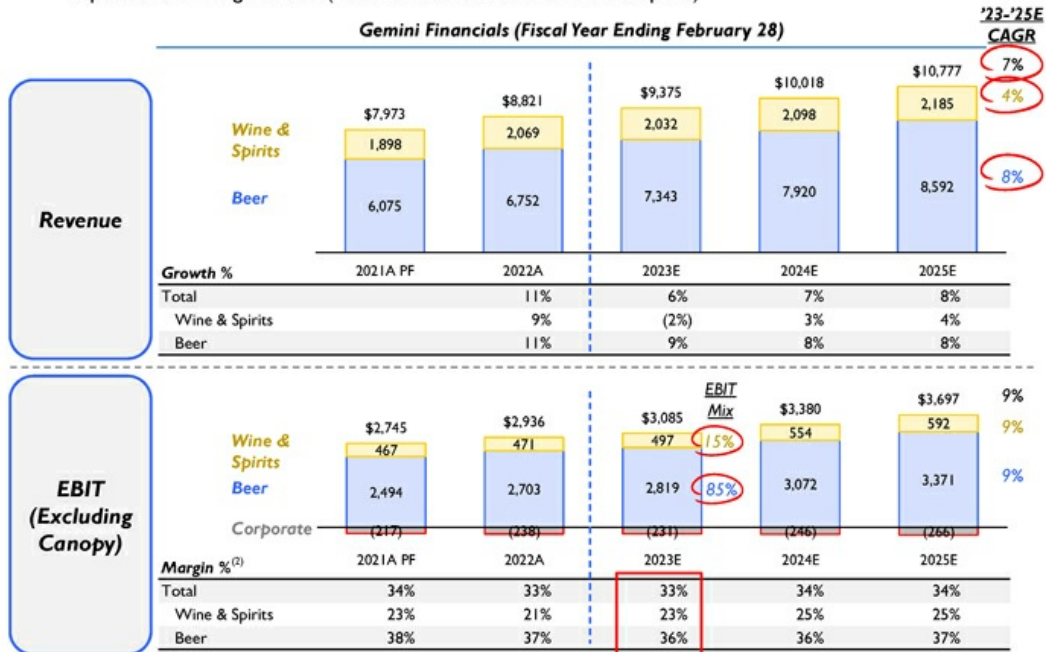 '23-'25E
CAGR
Gemini Financials (Fiscal Year Ending February 28)
7%
4%
8%
Revenue
Wine &
Spirits
Beer
$7,973
1,898
6,075
$8,821
2,069
6,752
$9,375
2,032
7,343
$10,018
2,098
7,920
$10,777
2,185
8,592
Growth % 2021A PF 2022A 2023E 2024E 2025E
Total 11% 6% 7% 8%
Wine & Spirits 9% (2%) 3% 4%
Beer 11% 9% 8% 8%
EBIT
(Excluding
Canopy)
Wine &
Spirits
Beer
Corporate
$2,745
467
2,494
(217)
$2,936
471
2,703
(238)
$3,085
497
2,819
(231)
EBIT
Mix
15%
85%
$3,380
554
3,072
(246)
$3,697
592
3,371
(266)
9%
9%
9%
Margin %(2) 2021A PF 2022A 2023E 2024E 2025E
Total 34% 33% 33% 34% 34%
Wine & Spirits 23% 21% 23% 25% 25%
Beer 38% 37% 36% 36% 37%